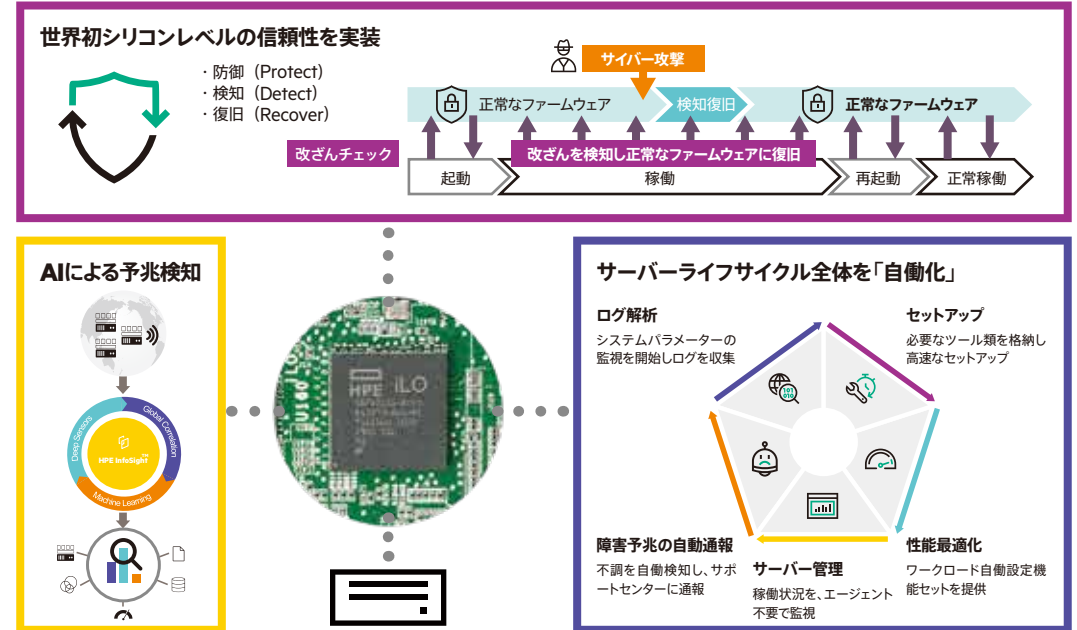 世界初シリコンレベルの信頼性を実装
・防御（Protect）
・検知（Detect）
・復旧（Recover）
サイバー攻撃
正常なファームウェア
検知復旧
正常なファームウェア
改ざんチェック
改ざんを検知し正常なファームウェアに復旧
起動
稼働
再起動
正常稼働
AIによる予兆検知
Deep Sensors
Global Correlation
HPE InfoSight
Machine Learning
HPE iLO
サーバーライフサイクル全体を「自働化」
ログ解析
システムパラメーターの
監視を開始しログを収集
セットアップ
必要なツール類を格納し
高速なセットアップ
101
010
障害予兆の自動通報
不調を自働検知し、サポ
ートセンターに通報
サーバー管理
稼働状況を、エージェント
不要で監視
性能最適化
ワークロード自動設定機
能セットを提供